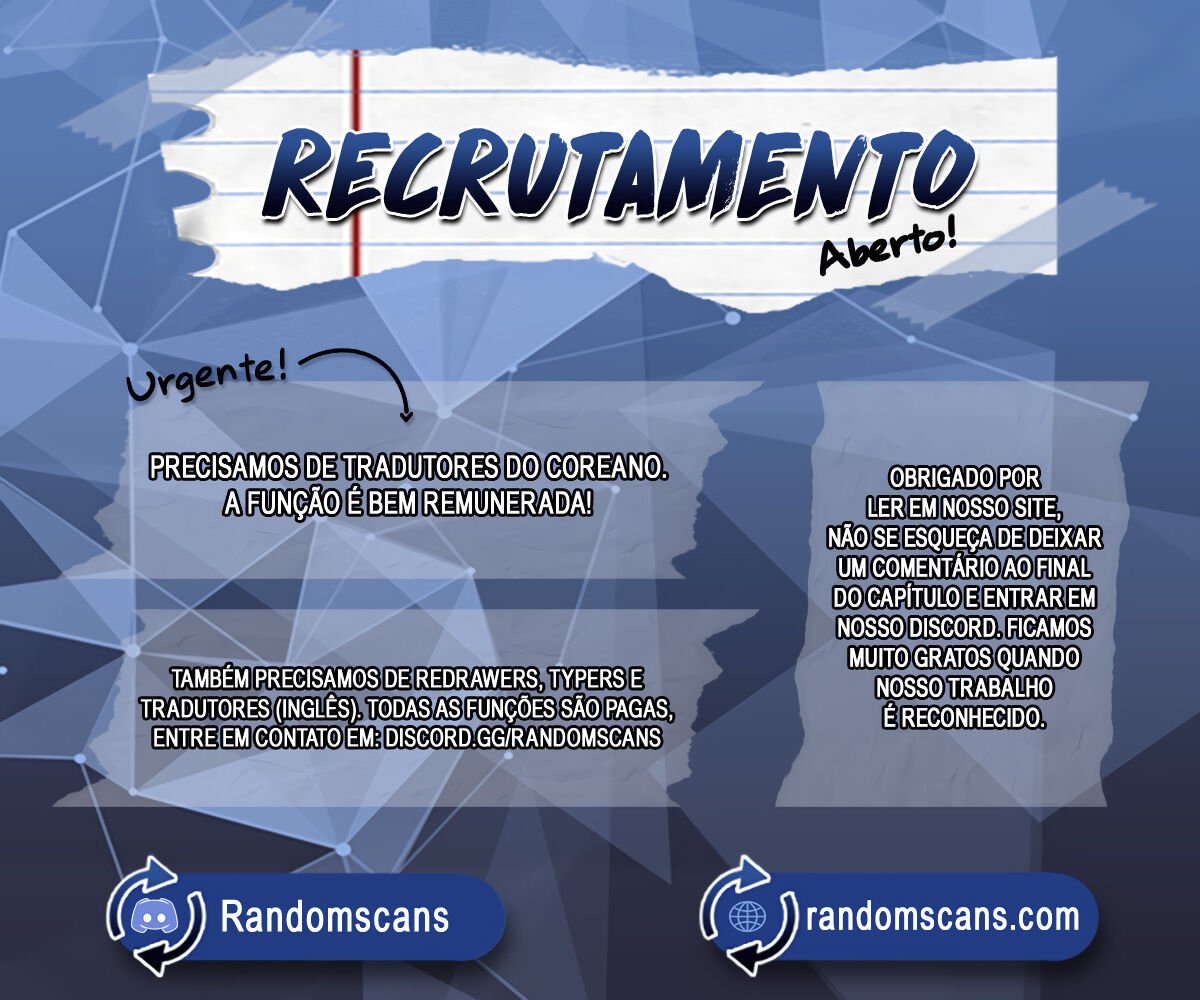 RECRUTAMENTO
Aberto!
Urgente!
PRECISAMOS DE TRADUTORES DO COREANO.
A FUNÇÃO É BEM REMUNERADA!
TAMBÉM PRECISAMOS DE REDRAWERS, TYPERS E
TRADUTORES (INGLÊS). TODAS AS FUNÇÕES SÃO PAGAS,
ENTRE EM CONTATO EM: DISCORD.GG/RANDOMSCANS
OBRIGADO POR
LER EM NOSSO SITE,
NÃO SE ESQUEÇA DE DEIXAR
UM COMENTÁRIO AO FINAL
DO CAPÍTULO E ENTRAR EM
NOSSO DISCORD. FICAMOS
MUITO GRATOS QUANDO
NOSSO TRABALHO
É RECONHECIDO.
Randomscans
randomscans.com